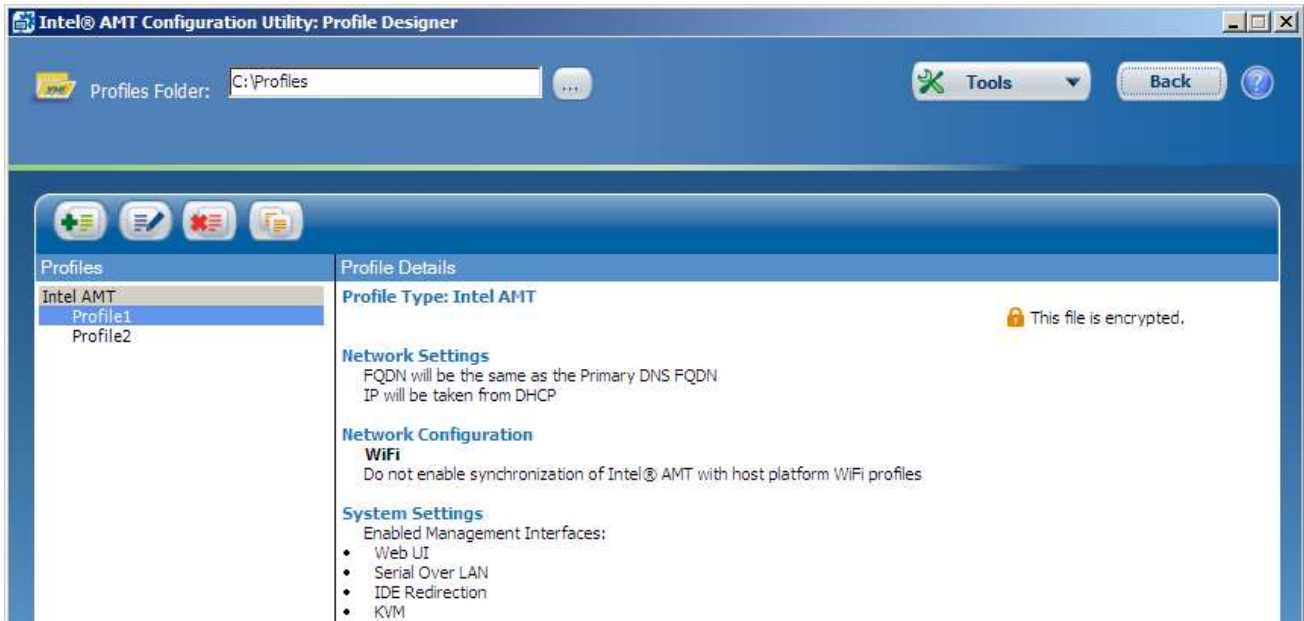 Intel® AMT Configuration Utility: Profile Designer
Profiles Folder: C:\Profiles ... Tools Back ?
Profiles
Profile Details
Intel AMT
Profile1
Profile2
Profile Type: Intel AMT
This file is encrypted.
Network Settings
FQDN will be the same as the Primary DNS FQDN
IP will be taken from DHCP
Network Configuration
WiFi
Do not enable synchronization of Intel® AMT with host platform WiFi profiles
System Settings
Enabled Management Interfaces:
• Web UI
• Serial Over LAN
• IDE Redirection
• KVM